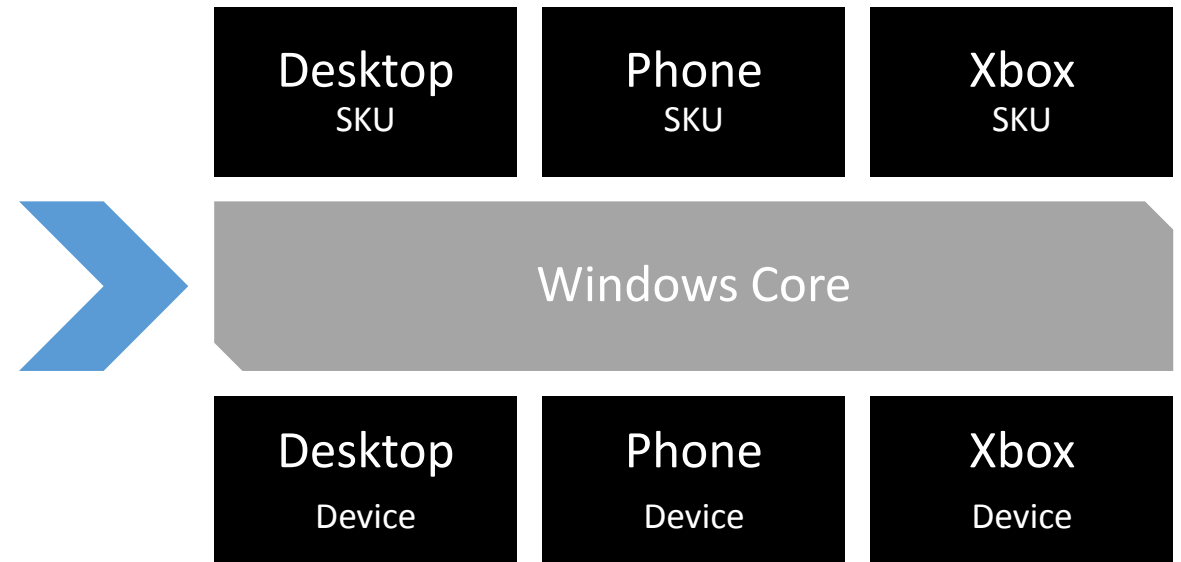 Desktop
SKU
Phone
SKU
Xbox
SKU
Windows Core
Desktop
Device
Phone
Device
Xbox
Device